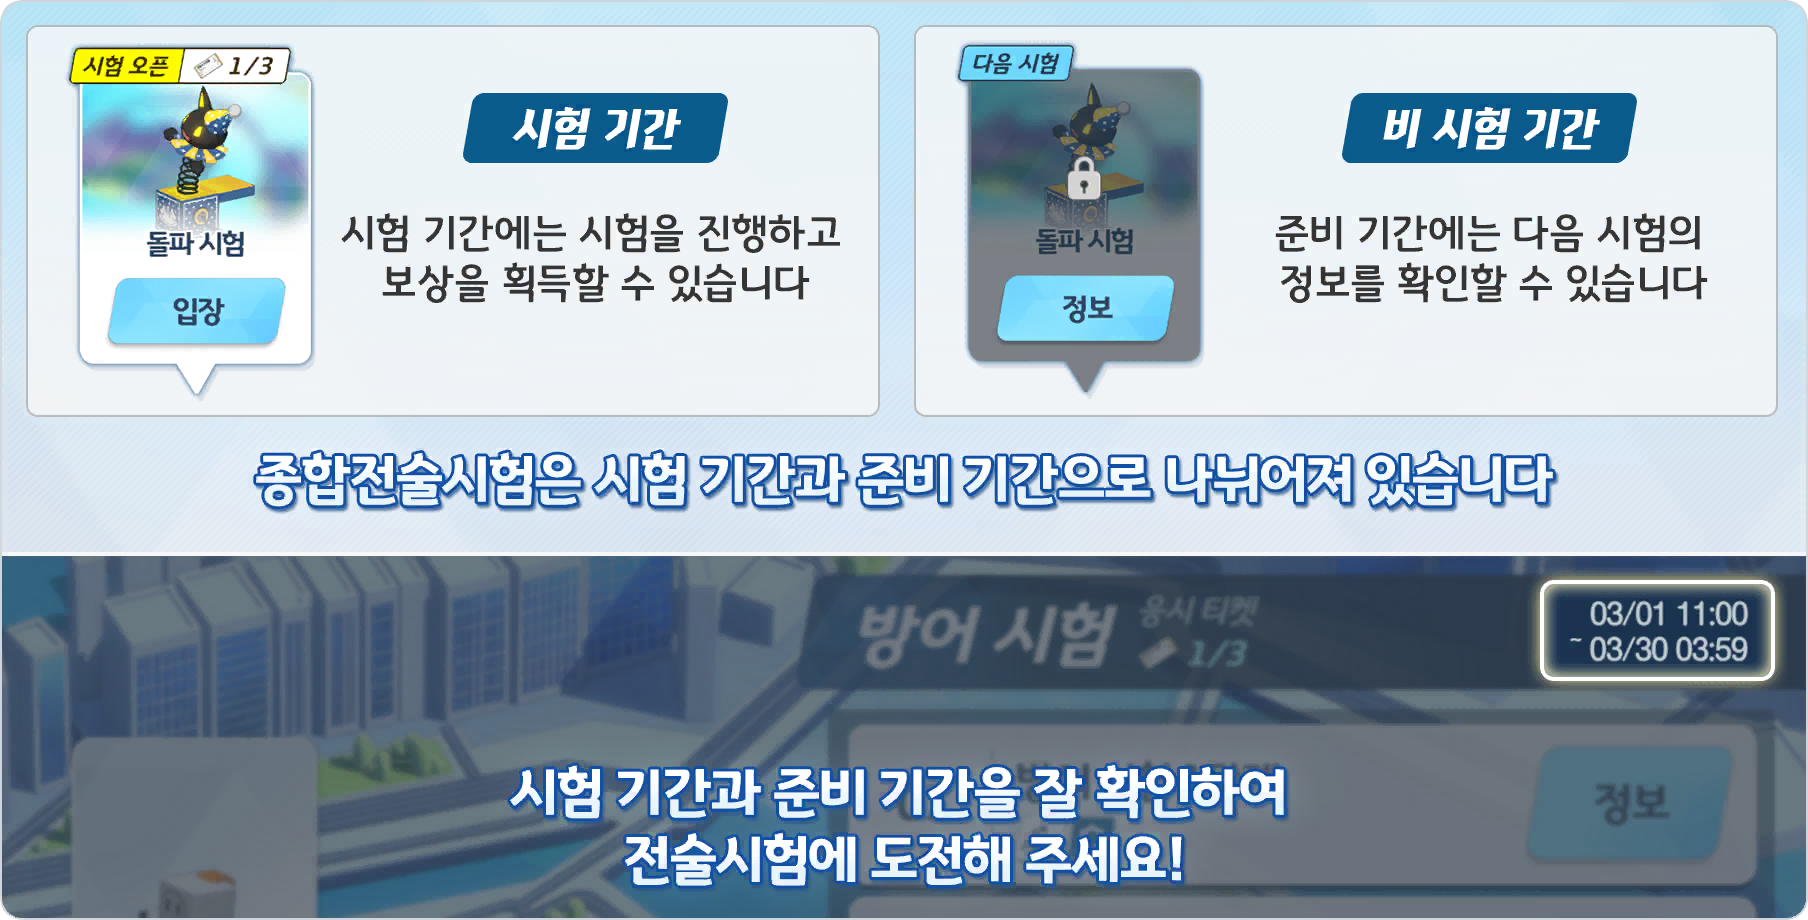 시험 오픈 1/3
돌파 시험
입장
시험 기간
시험 기간에는 시험을 진행하고
보상을 획득할 수 있습니다
다음 시험
돌파 시험
정보
비 시험 기간
준비 기간에는 다음 시험의
정보를 확인할 수 있습니다
종합전술시험은 시험 기간과 준비 기간으로 나뉘어져 있습니다
방어 시험
응시 티켓
1/3
03/01 11:00
~ 03/30 03:59
정보
시험 기간과 준비 기간을 잘 확인하여
전술시험에 도전해 주세요!